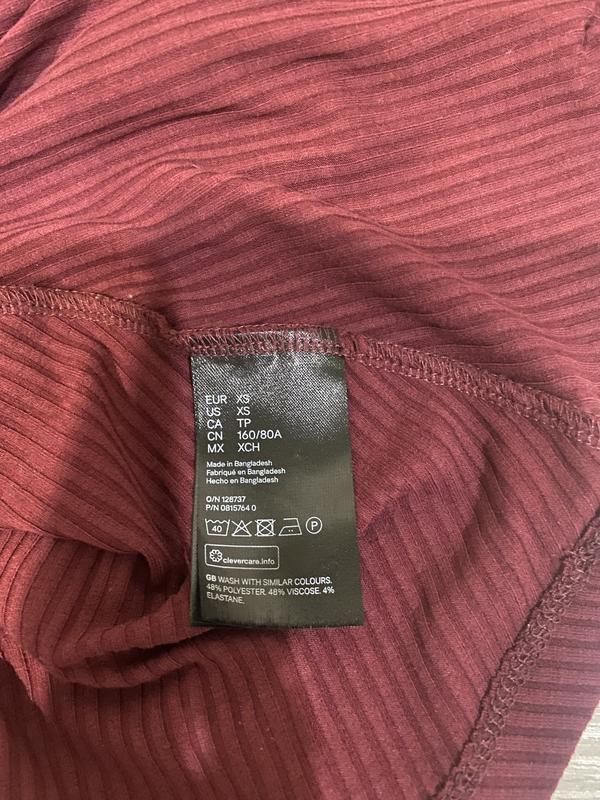 EUR XS
US XS
CA TP
CN 160/80A
MX XCH
Made in Bangladesh
Fabriqué en Bangladesh
Hecho en Bangladesh
O/N 128737
P/N 0815764 0
40 P
clevercare.info
GB WASH WITH SIMILAR COLOURS.
48% POLYESTER. 48% VISCOSE. 4%
ELASTANE.